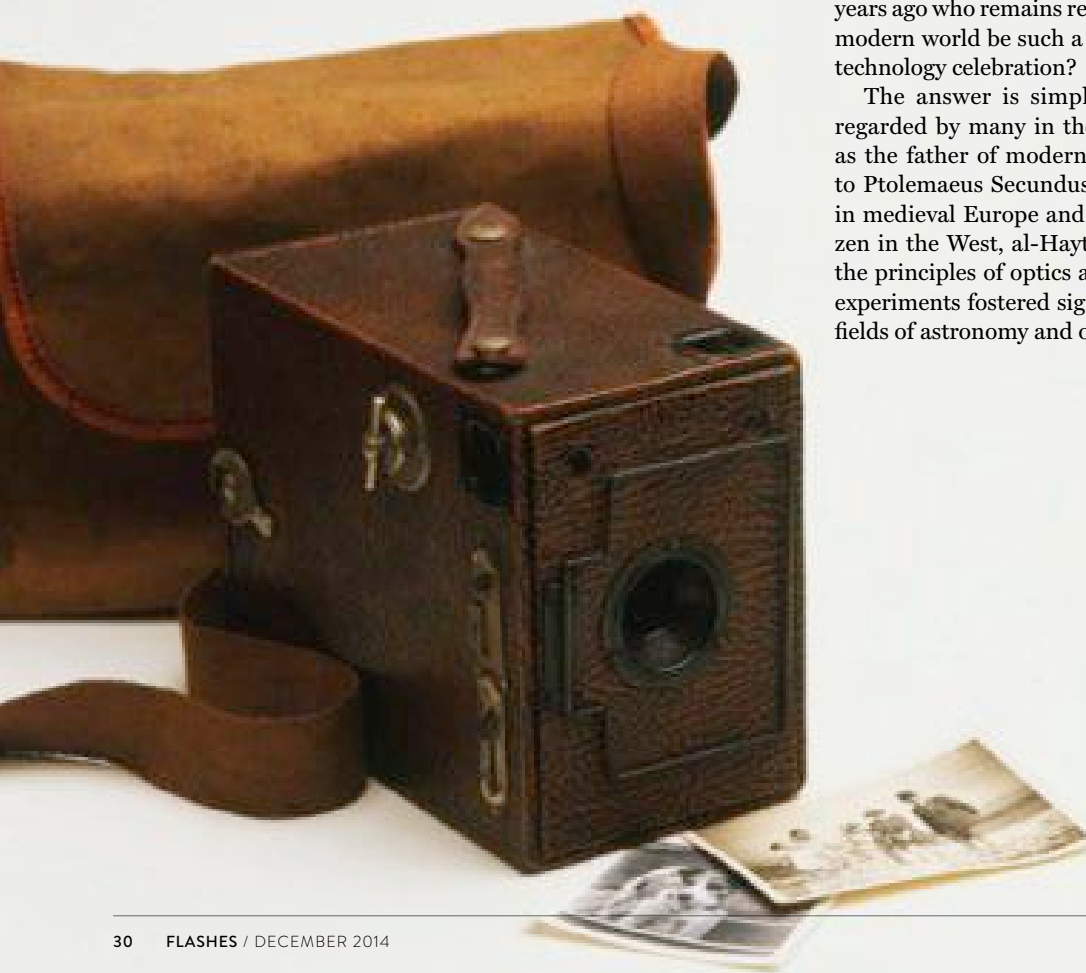 years ago who remains re
modern world be such a
technology celebration?
The answer is simpl
regarded by many in the
as the father of modern
to Ptolemaeus Secundus
in medieval Europe and
zen in the West, al-Hayt
the principles of optics a
experiments fostered sig
fields of astronomy and o
30 FLASHES / DECEMBER 2014